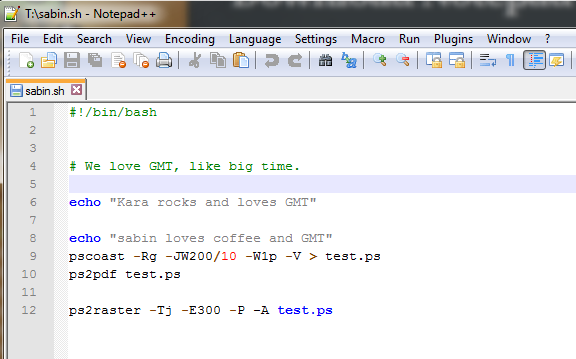 T:\sabin.sh - Notepad++
File Edit Search View Encoding Language Settings Macro Run Plugins Window ?
sabin.sh
1 #!/bin/bash
2
3
4 # We love GMT, like big time.
5
6 echo "Kara rocks and loves GMT"
7
8 echo "sabin loves coffee and GMT"
9 pscoast -Rg -JW200/10 -W1p -V > test.ps
10 ps2pdf test.ps
11
12 ps2raster -Tj -E300 -P -A test.ps